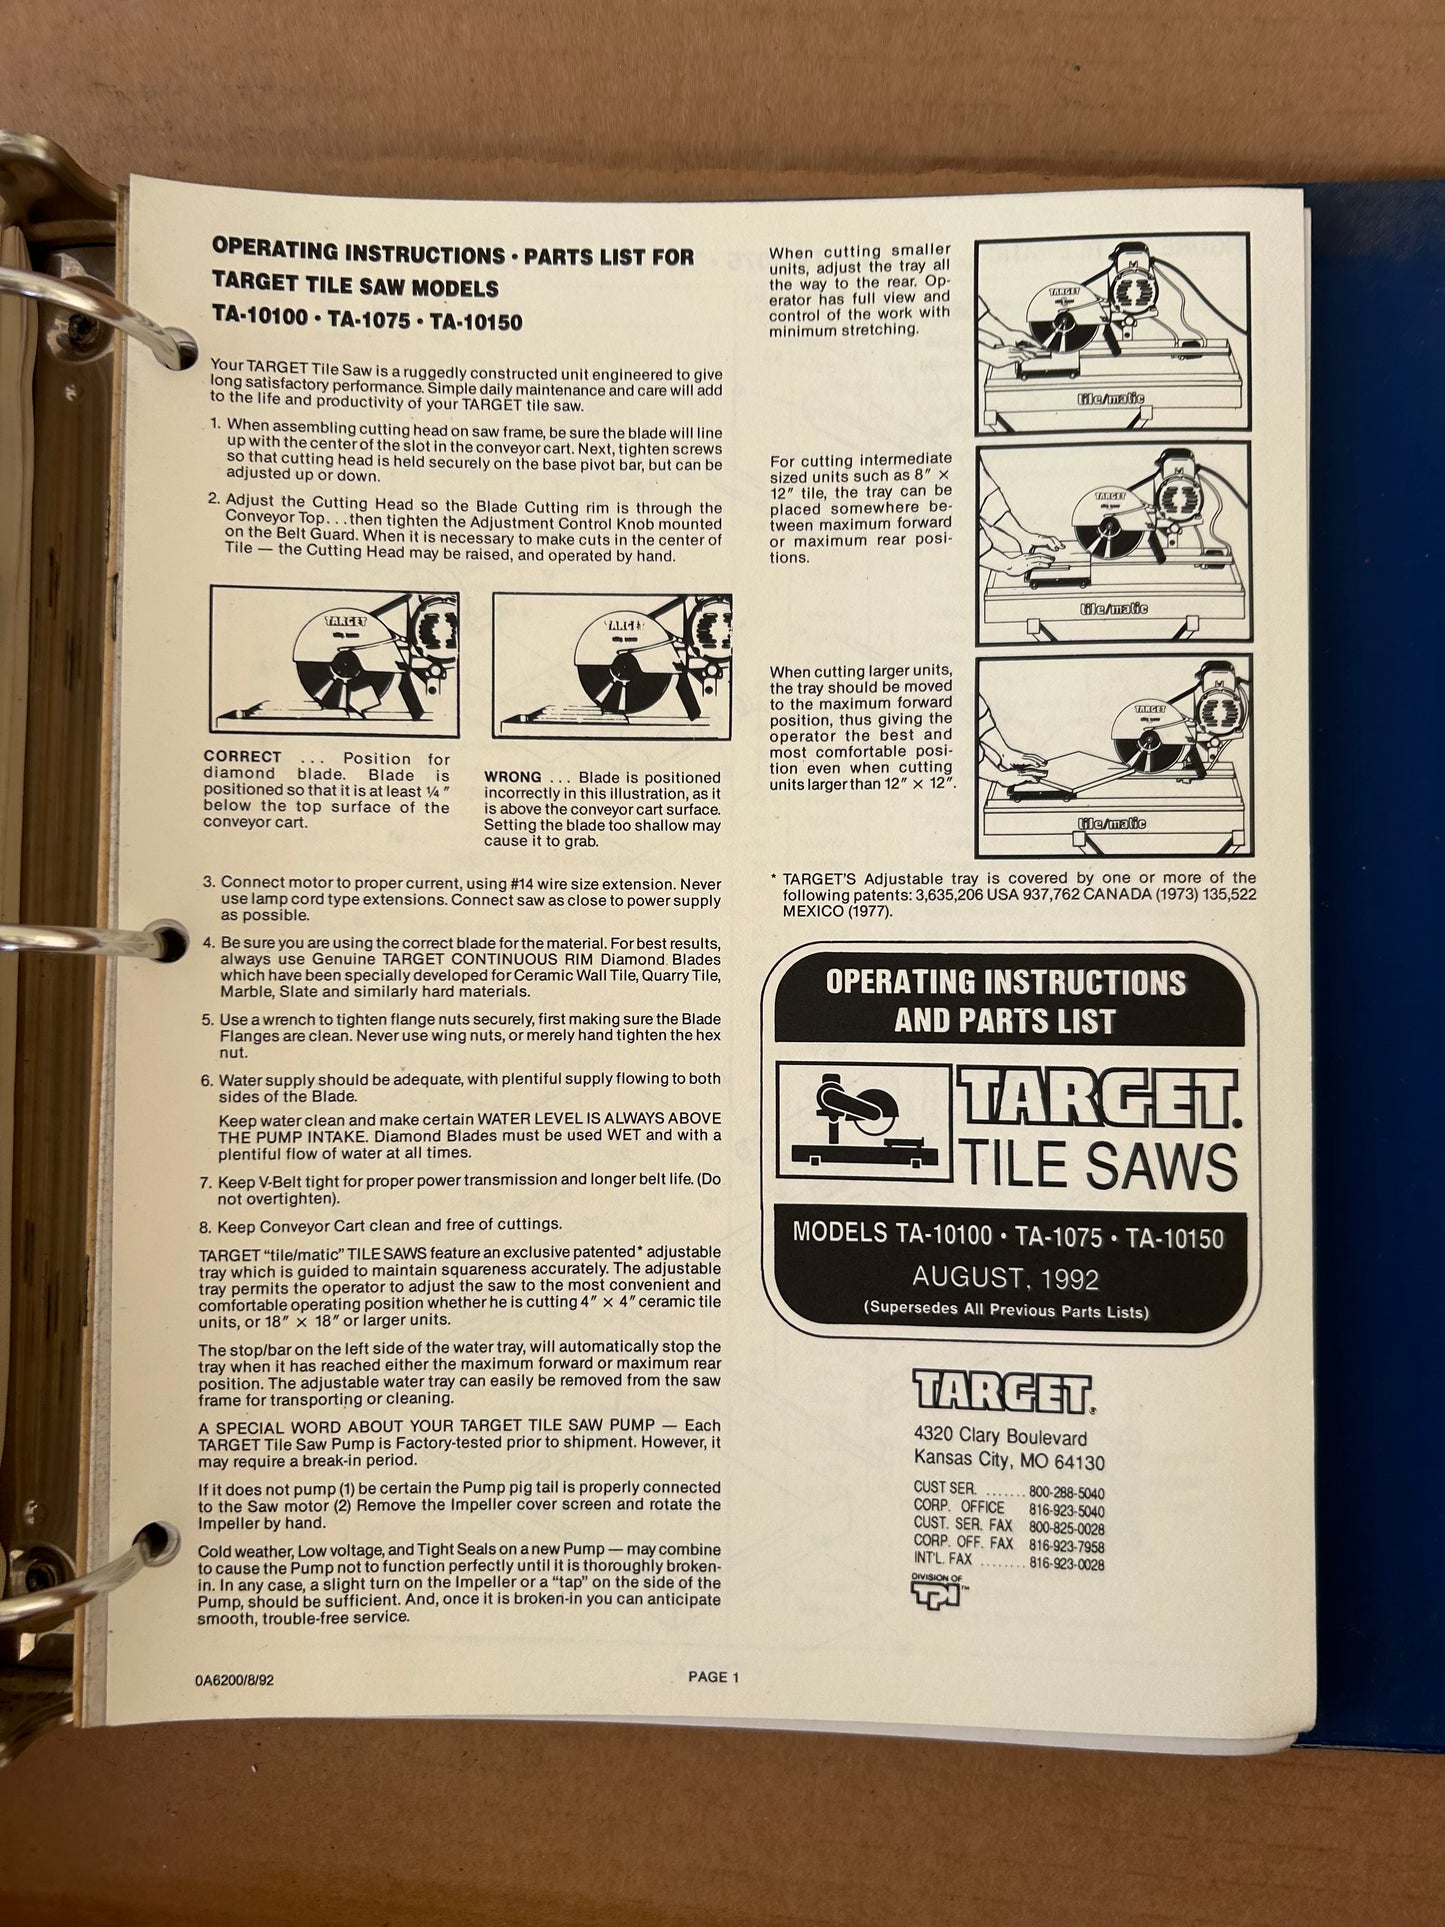 OPERATING INSTRUCTIONS • PARTS LIST FOR
TARGET TILE SAW MODELS
TA-10100 • TA-1075 • TA-10150
Your TARGET Tile Saw is a ruggedly constructed unit engineered to give
long satisfactory performance. Simple daily maintenance and care will add
to the life and productivity of your TARGET tile saw.
1. When assembling cutting head on saw frame, be sure the blade will line
up with the center of the slot in the conveyor cart. Next, tighten screws
so that cutting head is held securely on the base pivot bar, but can be
adjusted up or down.
2. Adjust the Cutting Head so the Blade Cutting rim is through the
Conveyor Top. . .then tighten the Adjustment Control Knob mounted
on the Belt Guard. When it is necessary to make cuts in the center of
Tile — the Cutting Head may be raised, and operated by hand.
TARGET
TARGET
CORRECT . . . Position for
diamond blade. Blade is
positioned so that it is at least ¼ ″
below the top surface of the
conveyor cart.
WRONG . . . Blade is positioned
incorrectly in this illustration, as it
is above the conveyor cart surface.
Setting the blade too shallow may
cause it to grab.
3. Connect motor to proper current, using #14 wire size extension. Never
use lamp cord type extensions. Connect saw as close to power supply
as possible.
4. Be sure you are using the correct blade for the material. For best results,
always use Genuine TARGET CONTINUOUS RIM Diamond Blades
which have been specially developed for Ceramic Wall Tile, Quarry Tile,
Marble, Slate and similarly hard materials.
5. Use a wrench to tighten flange nuts securely, first making sure the Blade
Flanges are clean. Never use wing nuts, or merely hand tighten the hex
nut.
6. Water supply should be adequate, with plentiful supply flowing to both
sides of the Blade.
Keep water clean and make certain WATER LEVEL IS ALWAYS ABOVE
THE PUMP INTAKE. Diamond Blades must be used WET and with a
plentiful flow of water at all times.
7. Keep V-Belt tight for proper power transmission and longer belt life. (Do
not overtighten).
8. Keep Conveyor Cart clean and free of cuttings.
TARGET "tile/matic" TILE SAWS feature an exclusive patented* adjustable
tray which is guided to maintain squareness accurately. The adjustable
tray permits the operator to adjust the saw to the most convenient and
comfortable operating position whether he is cutting 4″ × 4″ ceramic tile
units, or 18″ × 18″ or larger units.
The stop/bar on the left side of the water tray, will automatically stop the
tray when it has reached either the maximum forward or maximum rear
position. The adjustable water tray can easily be removed from the saw
frame for transporting or cleaning.
A SPECIAL WORD ABOUT YOUR TARGET TILE SAW PUMP — Each
TARGET Tile Saw Pump is Factory-tested prior to shipment. However, it
may require a break-in period.
If it does not pump (1) be certain the Pump pig tail is properly connected
to the Saw motor (2) Remove the Impeller cover screen and rotate the
Impeller by hand.
Cold weather, Low voltage, and Tight Seals on a new Pump — may combine
to cause the Pump not to function perfectly until it is thoroughly broken-
in. In any case, a slight turn on the Impeller or a "tap" on the side of the
Pump, should be sufficient. And, once it is broken-in you can anticipate
smooth, trouble-free service.
0A6200/8/92
PAGE 1
When cutting smaller
units, adjust the tray all
the way to the rear. Op-
erator has full view and
control of the work with
minimum stretching.
TARGET
tile/matic
For cutting intermediate
sized units such as 8″ ×
12″ tile, the tray can be
placed somewhere be-
tween maximum forward
or maximum rear posi-
tions.
TARGET
tile/matic
When cutting larger units,
the tray should be moved
to the maximum forward
position, thus giving the
operator the best and
most comfortable posi-
tion even when cutting
units larger than 12″ × 12″.
TARGET
tile/matic
* TARGET'S Adjustable tray is covered by one or more of the
following patents: 3,635,206 USA 937,762 CANADA (1973) 135,522
MEXICO (1977).
OPERATING INSTRUCTIONS
AND PARTS LIST
TARGET.
TILE SAWS
MODELS TA-10100 • TA-1075 • TA-10150
AUGUST, 1992
(Supersedes All Previous Parts Lists)
TARGET
4320 Clary Boulevard
Kansas City, MO 64130
CUST SER. . . . . . . . 800-288-5040
CORP. OFFICE 816-923-5040
CUST. SER. FAX 800-825-0028
CORP. OFF. FAX 816-923-7958
INT'L. FAX . . . . . . . . 816-923-0028
DIVISION OF
TPI™